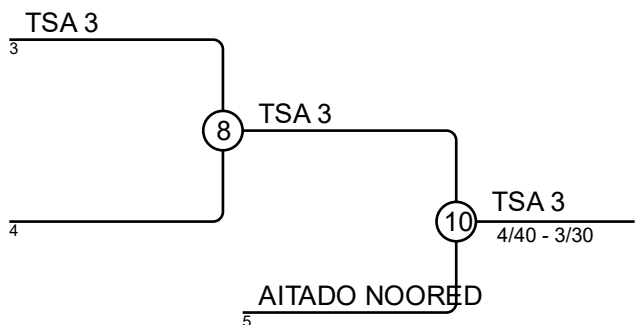 TSA 3
3
8
TSA 3
4
10
TSA 3
4/40 - 3/30
AITADO NOORED
5